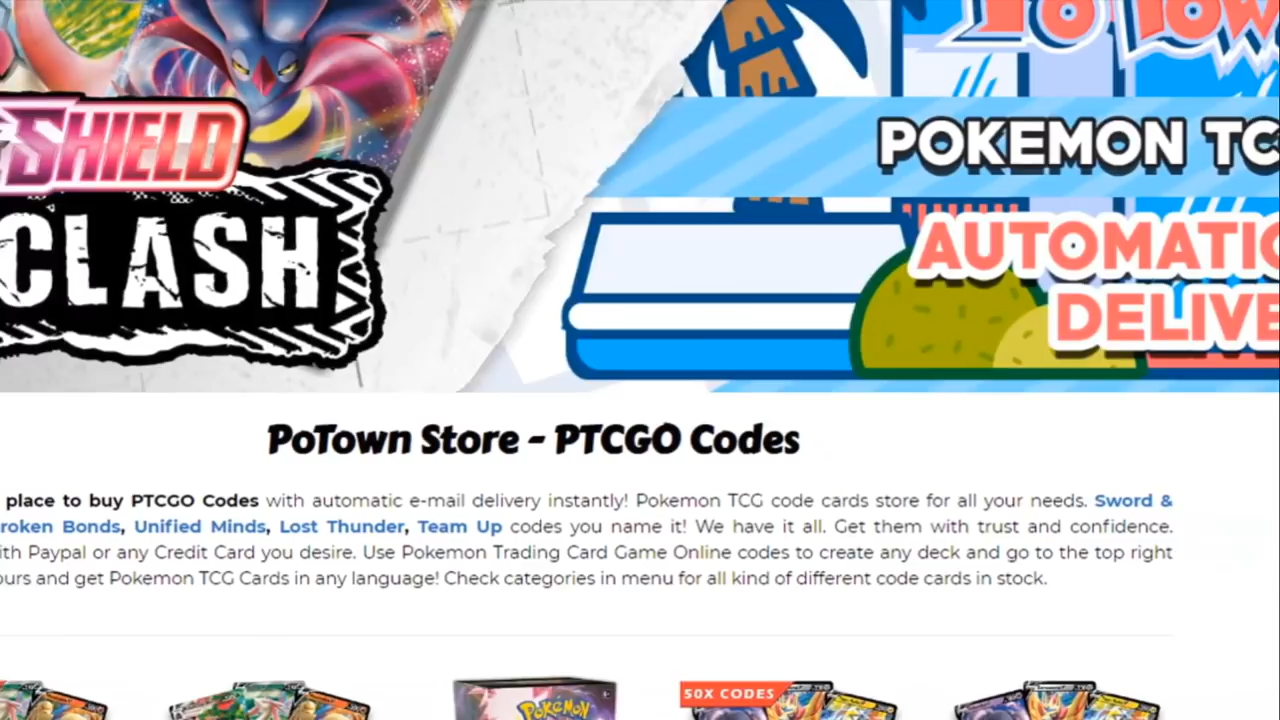 Po Tow
SHIELD
POKEMON TC
CLASH
AUTOMATIC
DELIVE
PoTown Store - PTCGO Codes
place to buy PTCGO Codes with automatic e-mail delivery instantly! Pokemon TCG code cards store for all your needs. Sword &
roken Bonds, Unified Minds, Lost Thunder, Team Up codes you name it! We have it all. Get them with trust and confidence.
ith Paypal or any Credit Card you desire. Use Pokemon Trading Card Game Online codes to create any deck and go to the top right
ours and get Pokemon TCG Cards in any language! Check categories in menu for all kind of different code cards in stock.
POKEMON
50X CODES